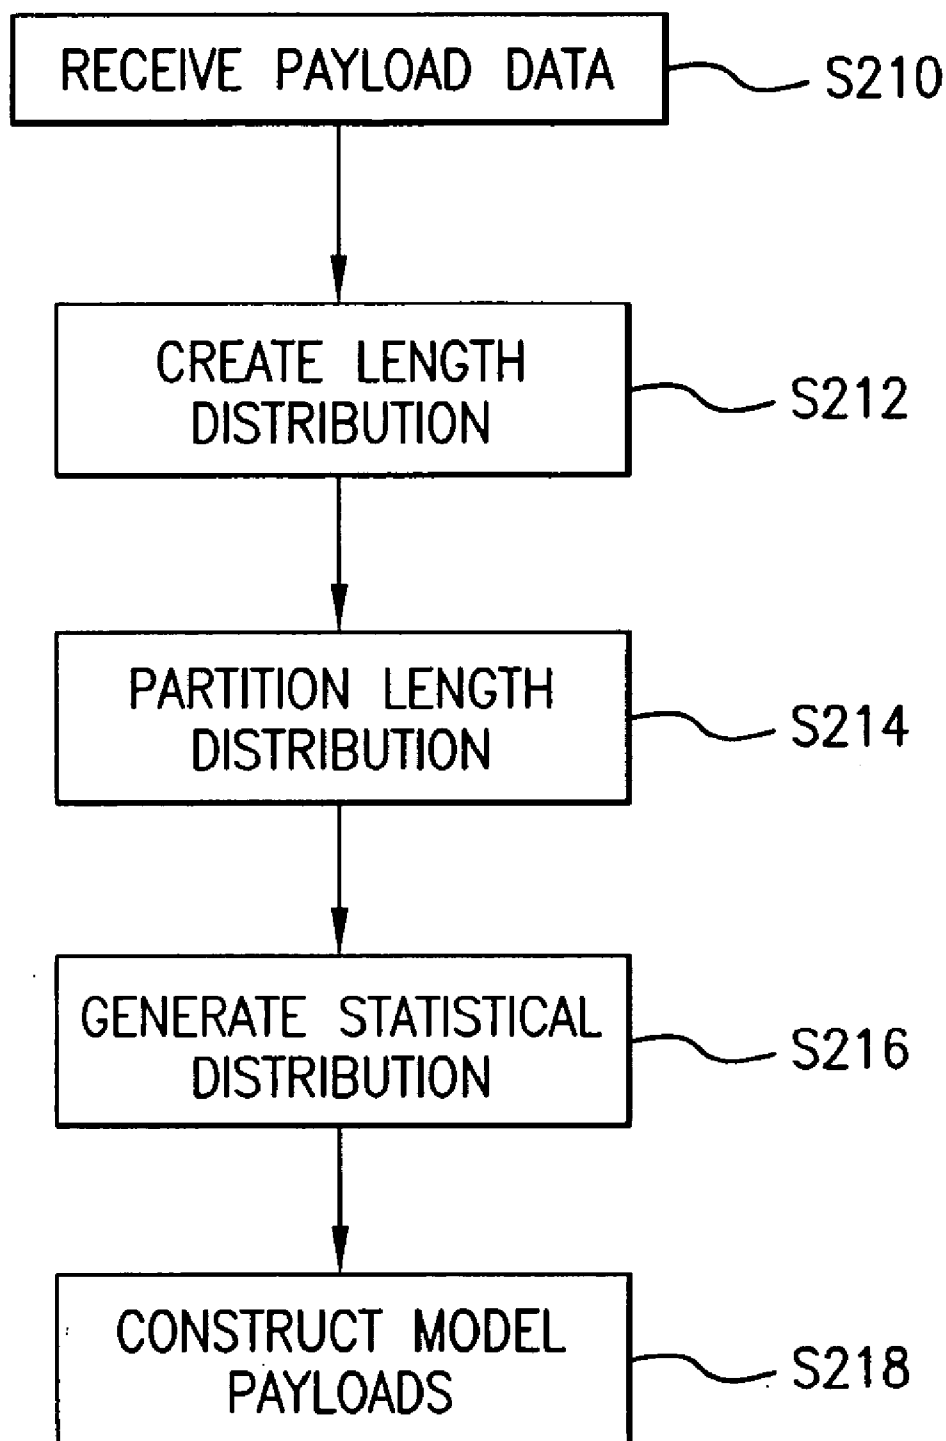 RECEIVE PAYLOAD DATA
S210
CREATE LENGTH
DISTRIBUTION
S212
PARTITION LENGTH
DISTRIBUTION
S214
GENERATE STATISTICAL
DISTRIBUTION
S216
CONSTRUCT MODEL
PAYLOADS
S218